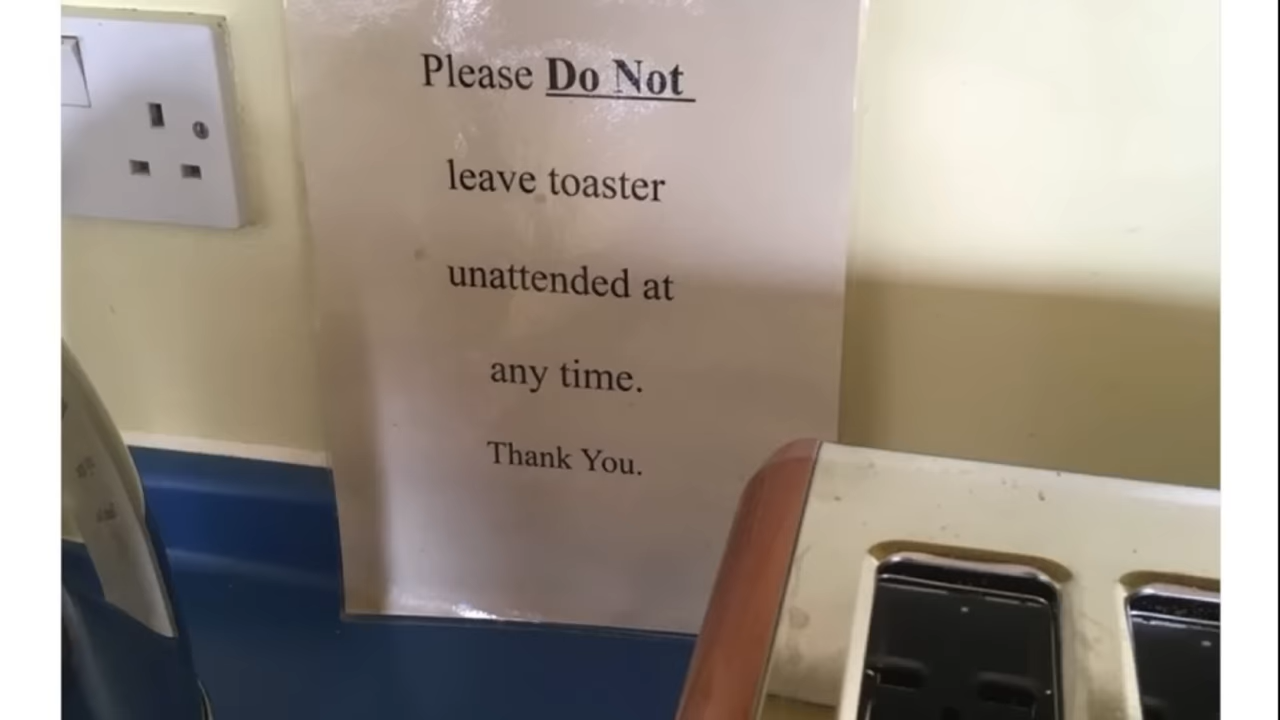 Please Do Not
leave toaster
unattended at
any time.
Thank You.